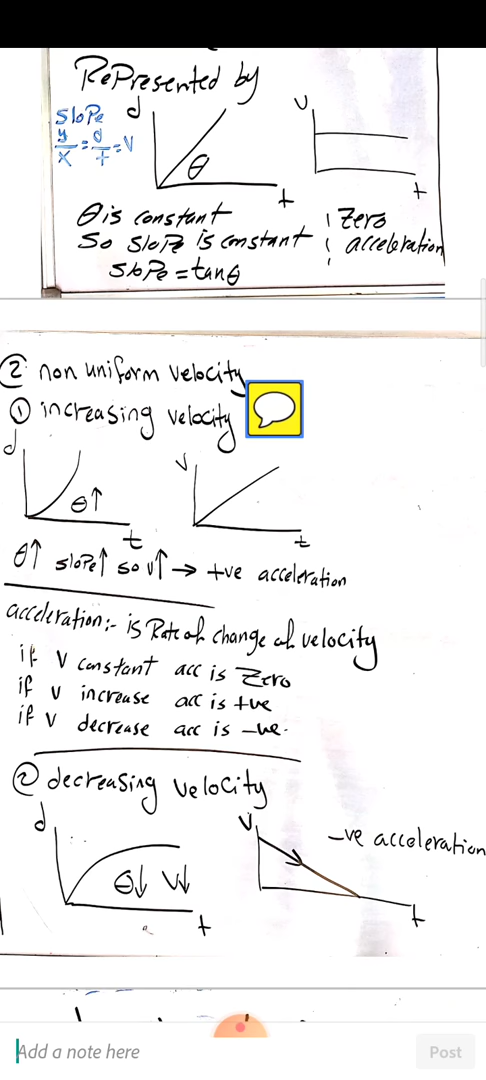 Represented by
slope
y/x = d/t = v
d
θ
t
v
t
θ is constant
So slope is constant
slope = tanθ
Zero
acceleration
② non uniform velocity
① increasing velocity
d
θ↑
t
v
t
θ↑ slope↑ so v↑ → +ve acceleration
acceleration:- is Rate of change of velocity
if v constant acc is Zero
if v increase acc is +ve
if v decrease acc is -ve.
② decreasing velocity
d
θ↓ v↓
t
v
-ve acceleration
t
Add a note here
Post